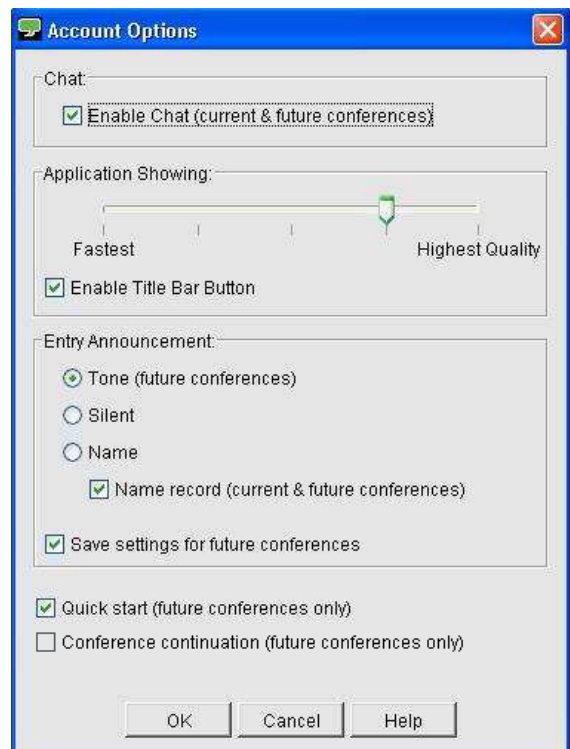 Account Options
Chat:
Enable Chat (current & future conferences)
Application Showing:
Fastest Highest Quality
Enable Title Bar Button
Entry Announcement:
Tone (future conferences)
Silent
Name
Name record (current & future conferences)
Save settings for future conferences
Quick start (future conferences only)
Conference continuation (future conferences only)
OK Cancel Help